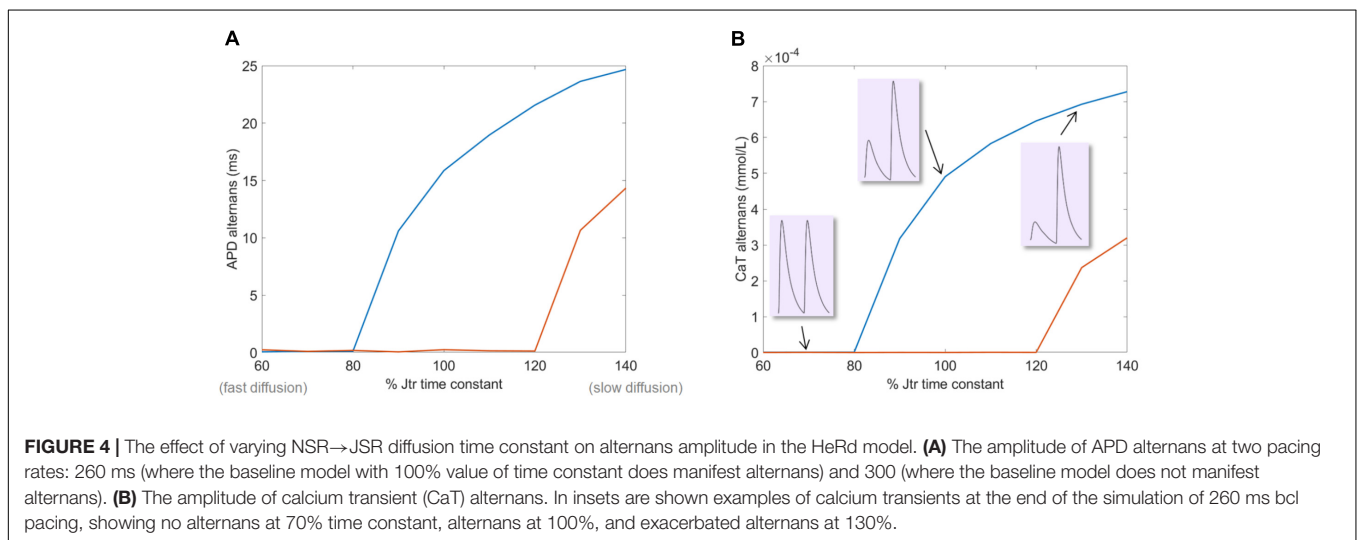 A
25
20
15
10
5
0
APD alternans (ms)
60 80 100 120 140
(fast diffusion) % Jtr time constant (slow diffusion)
B
×10⁻⁴
8
7
6
5
4
3
2
1
0
CaT alternans (mmol/L)
60 80 100 120 140
% Jtr time constant
FIGURE 4 | The effect of varying NSR→JSR diffusion time constant on alternans amplitude in the HeRd model. (A) The amplitude of APD alternans at two pacing
rates: 260 ms (where the baseline model with 100% value of time constant does manifest alternans) and 300 (where the baseline model does not manifest
alternans). (B) The amplitude of calcium transient (CaT) alternans. In insets are shown examples of calcium transients at the end of the simulation of 260 ms bcl
pacing, showing no alternans at 70% time constant, alternans at 100%, and exacerbated alternans at 130%.